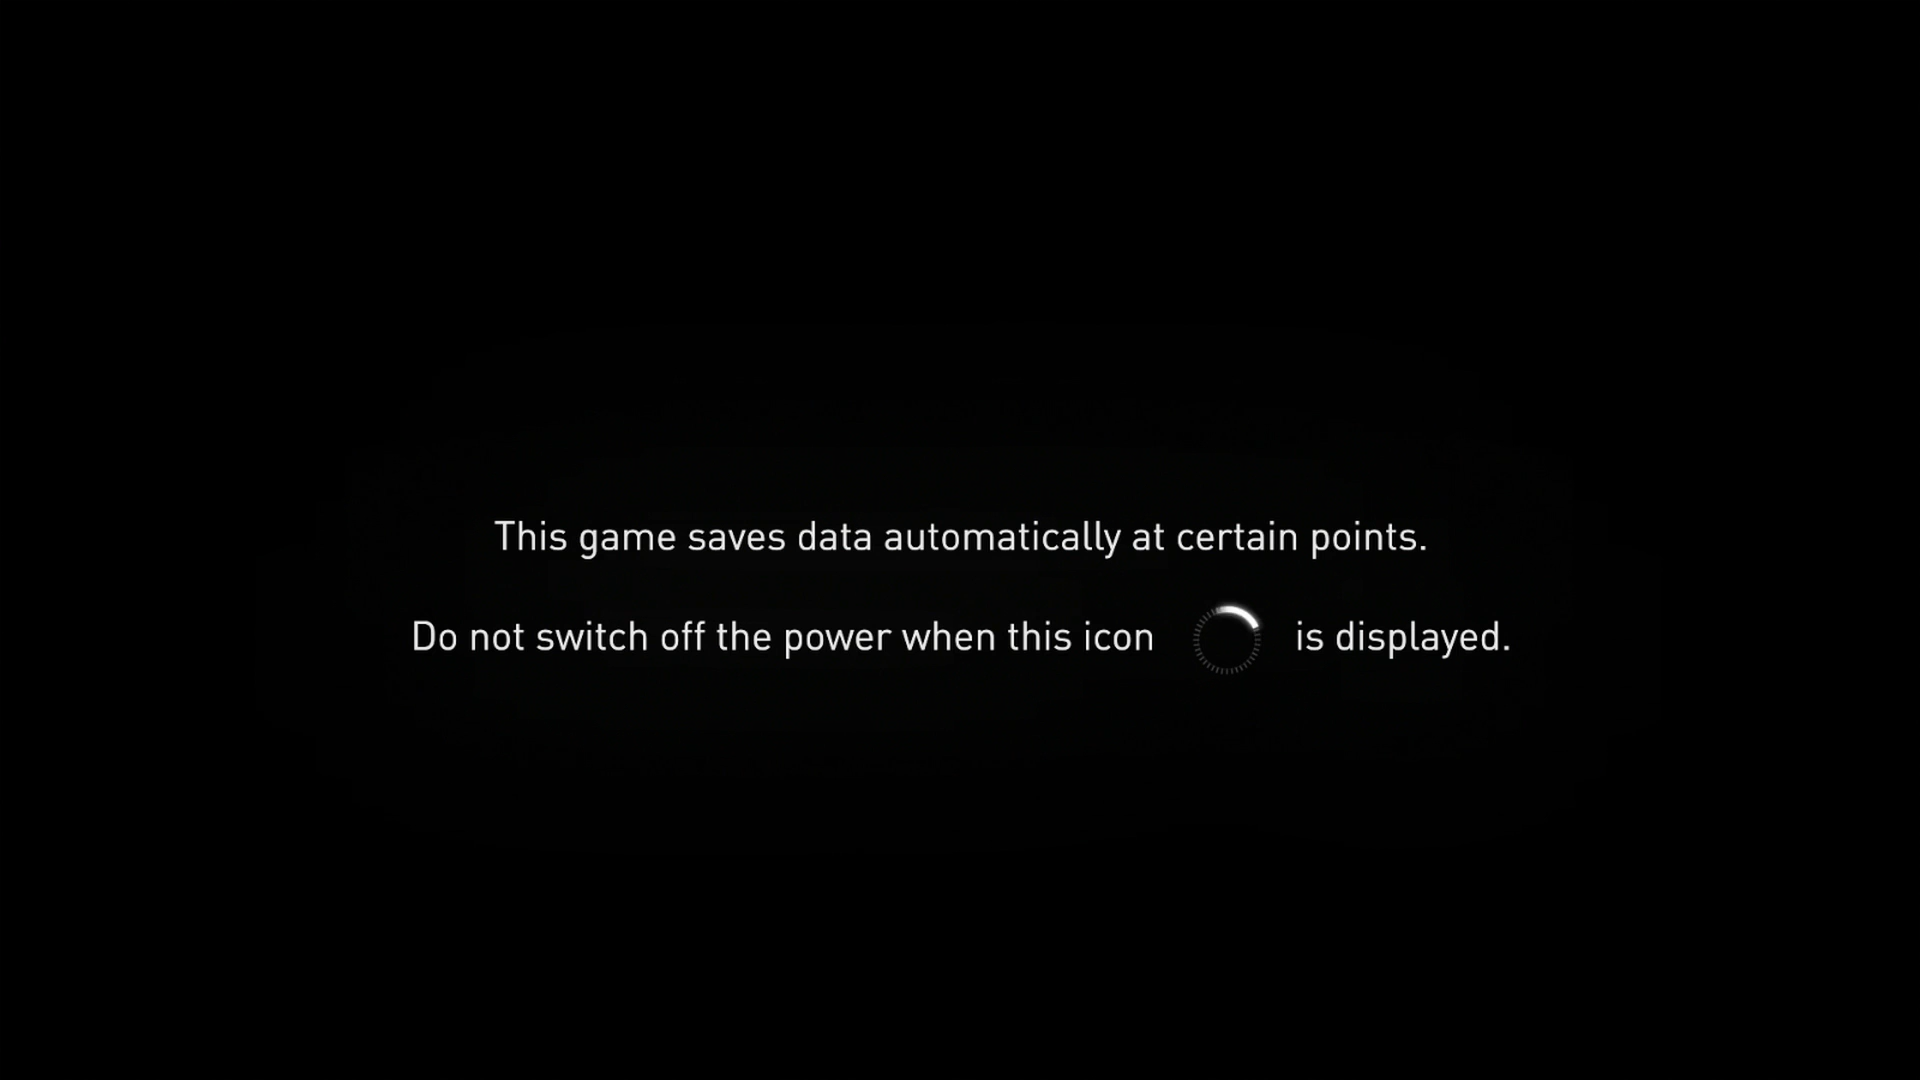 This game saves data automatically at certain points.
Do not switch off the power when this icon is displayed.